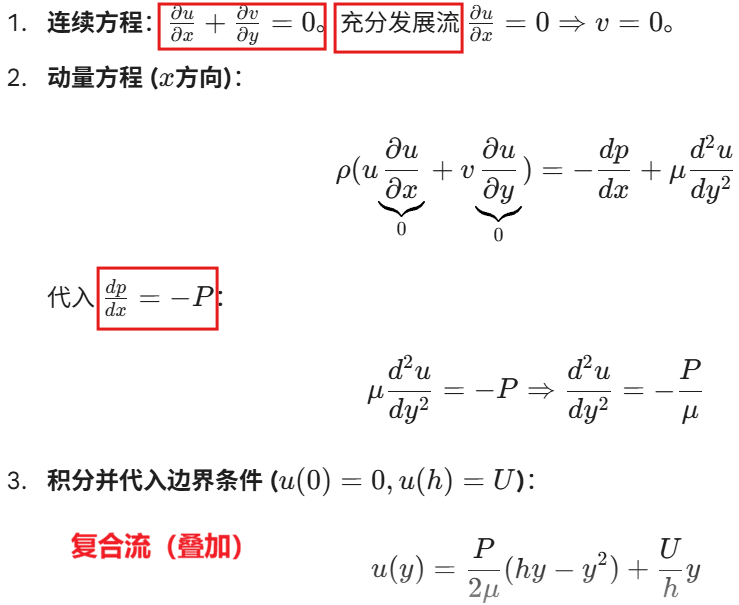 1. 连续方程： ∂u/∂x + ∂v/∂y = 0。 充分发展流 ∂u/∂x = 0 ⇒ v = 0。
2. 动量方程 (x方向)：
ρ(u ∂u/∂x + v ∂u/∂y) = −dp/dx + μ d²u/dy²
0 0
代入 dp/dx = −P：
μ d²u/dy² = −P ⇒ d²u/dy² = −P/μ
3. 积分并代入边界条件 (u(0) = 0, u(h) = U)：
复合流（叠加）
u(y) = P/2μ (hy − y²) + U/h y